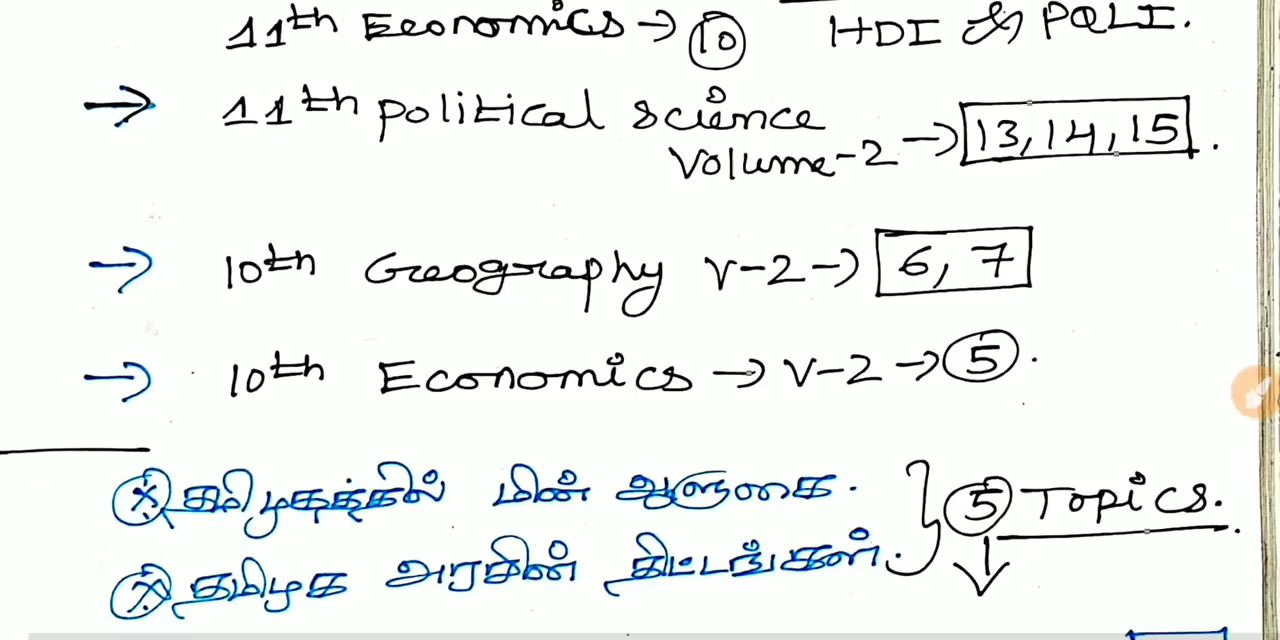 11th Economics → 10 HDI & PQLI.
→ 11th political science
Volume-2 → 13, 14, 15.
→ 10th Geography V-2 → 6, 7
→ 10th Economics → V-2 → 5.
* தமிழகத்தில் மின் ஆளுகை.
* தமிழக அரசின் திட்டங்கள்.
5 Topics.